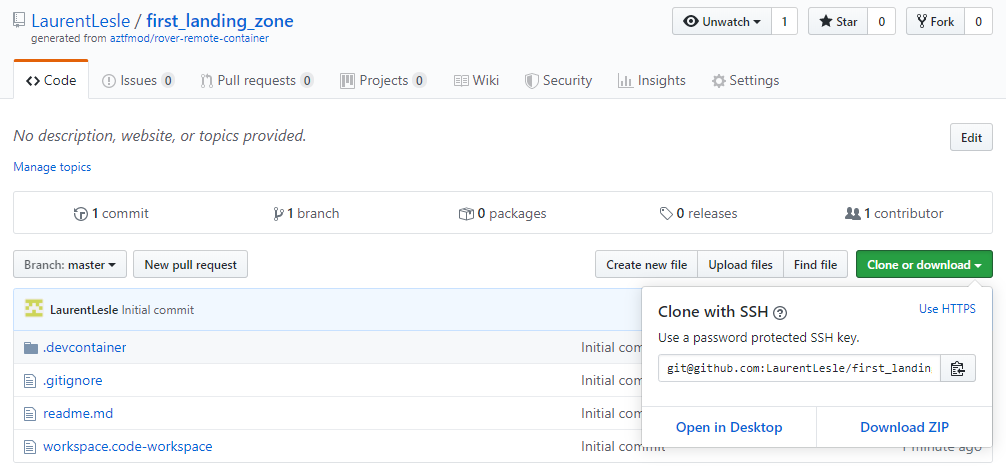 LaurentLesle / first_landing_zone
generated from aztfmod/rover-remote-container
Unwatch 1 Star 0 Fork 0
Code Issues 0 Pull requests 0 Projects 0 Wiki Security Insights Settings
No description, website, or topics provided.
Edit
Manage topics
1 commit 1 branch 0 packages 0 releases 1 contributor
Branch: master New pull request Create new file Upload files Find file Clone or download
LaurentLesle Initial commit
.devcontainer Initial com
.gitignore Initial com
readme.md Initial com
workspace.code-workspace Initial commit 1 minute ago
Clone with SSH Use HTTPS
Use a password protected SSH key.
git@github.com:LaurentLesle/first_landin
Open in Desktop Download ZIP